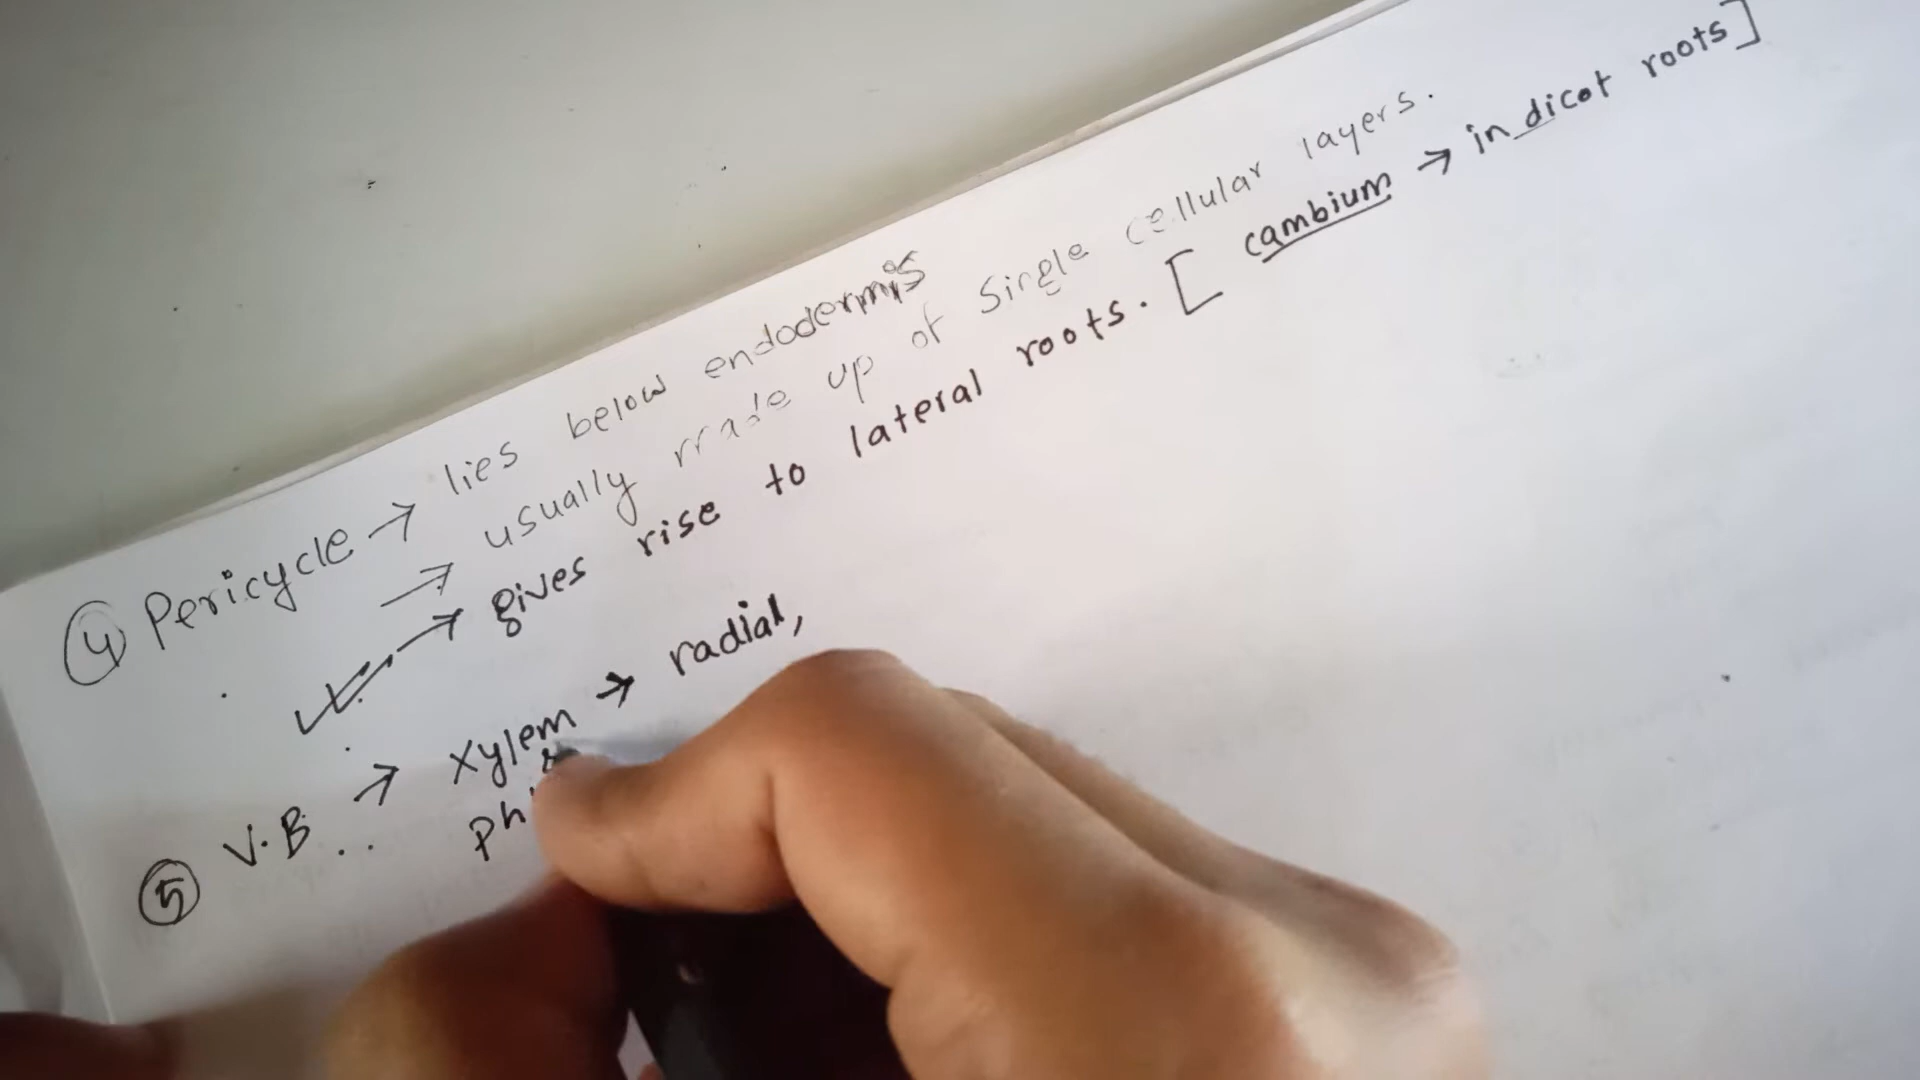 ④ Pericycle → lies below endodermis
→ usually made up of single cellular layers.
→ gives rise to lateral roots. [cambium → in dicot roots]
⑤ V.B.. → Xylem → radial,
&